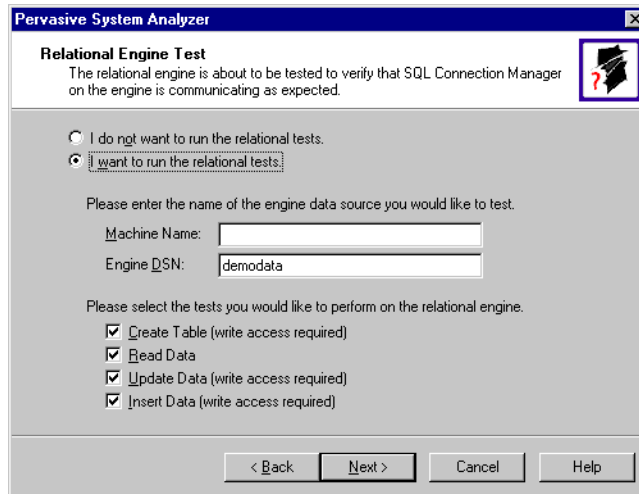 Pervasive System Analyzer
Relational Engine Test
The relational engine is about to be tested to verify that SQL Connection Manager
on the engine is communicating as expected.
?
I do not want to run the relational tests.
I want to run the relational tests.
Please enter the name of the engine data source you would like to test.
Machine Name:
Engine DSN: demodata
Please select the tests you would like to perform on the relational engine.
Create Table (write access required)
Read Data
Update Data (write access required)
Insert Data (write access required)
< Back Next > Cancel Help